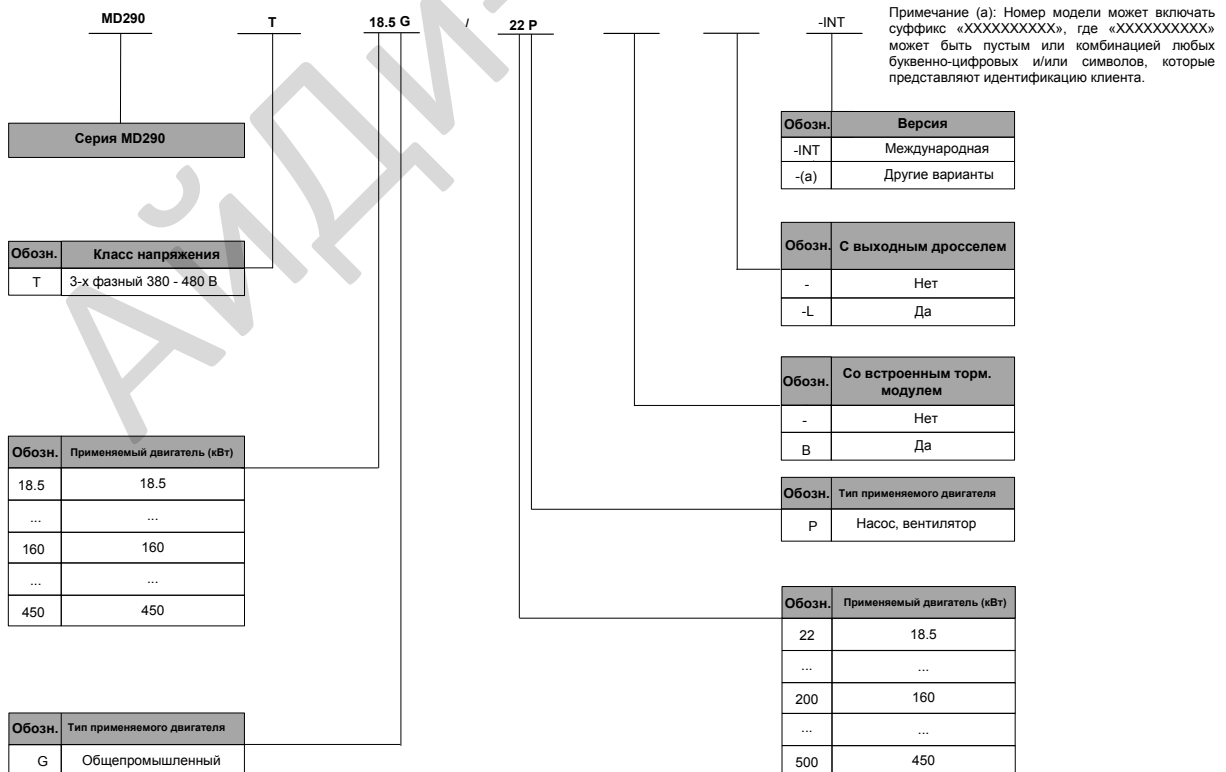 MD290 T 18.5 G / 22 P -INT
Примечание (а): Номер модели может включать
суффикс «XXXXXXXXXX», где «XXXXXXXXXX»
может быть пустым или комбинацией любых
буквенно-цифровых и/или символов, которые
представляют идентификацию клиента.
Серия MD290
Обозн. Класс напряжения
T 3-х фазный 380 - 480 В
Обозн. Применяемый двигатель (кВт)
18.5 18.5
... ...
160 160
... ...
450 450
Обозн. Тип применяемого двигателя
G Общепромышленный
Обозн. Версия
-INT Международная
-(a) Другие варианты
Обозн. С выходным дросселем
- Нет
-L Да
Обозн. Со встроенным торм.
модулем
- Нет
B Да
Обозн. Тип применяемого двигателя
P Насос, вентилятор
Обозн. Применяемый двигатель (кВт)
22 18.5
... ...
200 160
... ...
500 450